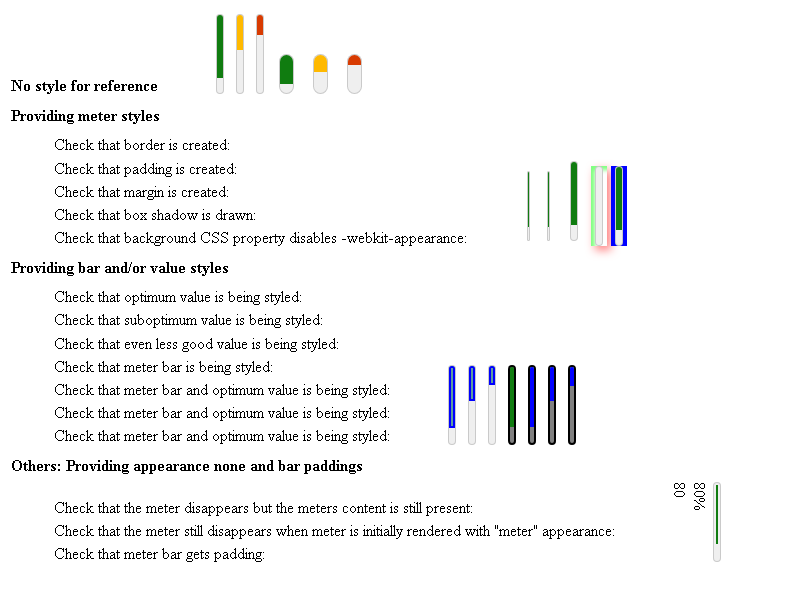 No style for reference
Providing meter styles
Check that border is created:
Check that padding is created:
Check that margin is created:
Check that box shadow is drawn:
Check that background CSS property disables -webkit-appearance:
Providing bar and/or value styles
Check that optimum value is being styled:
Check that suboptimum value is being styled:
Check that even less good value is being styled:
Check that meter bar is being styled:
Check that meter bar and optimum value is being styled:
Check that meter bar and optimum value is being styled:
Check that meter bar and optimum value is being styled:
Others: Providing appearance none and bar paddings
80
80%
Check that the meter disappears but the meters content is still present:
Check that the meter still disappears when meter is initially rendered with "meter" appearance:
Check that meter bar gets padding: